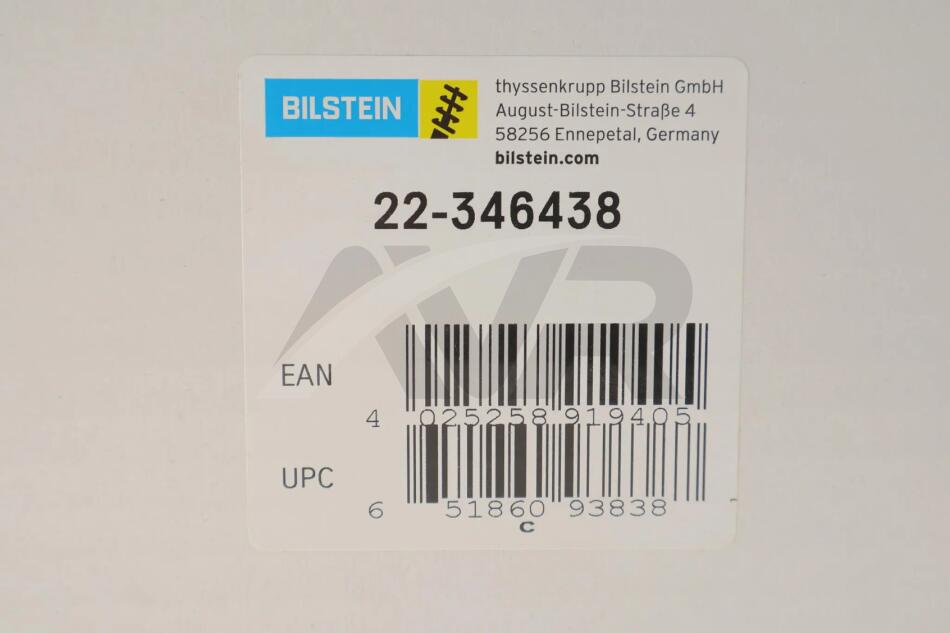 BILSTEIN
thyssenkrupp Bilstein GmbH
August-Bilstein-Straße 4
58256 Ennepetal, Germany
bilstein.com
22-346438
AVR
EAN
4 025258 919405
UPC
6 51860 93838
C